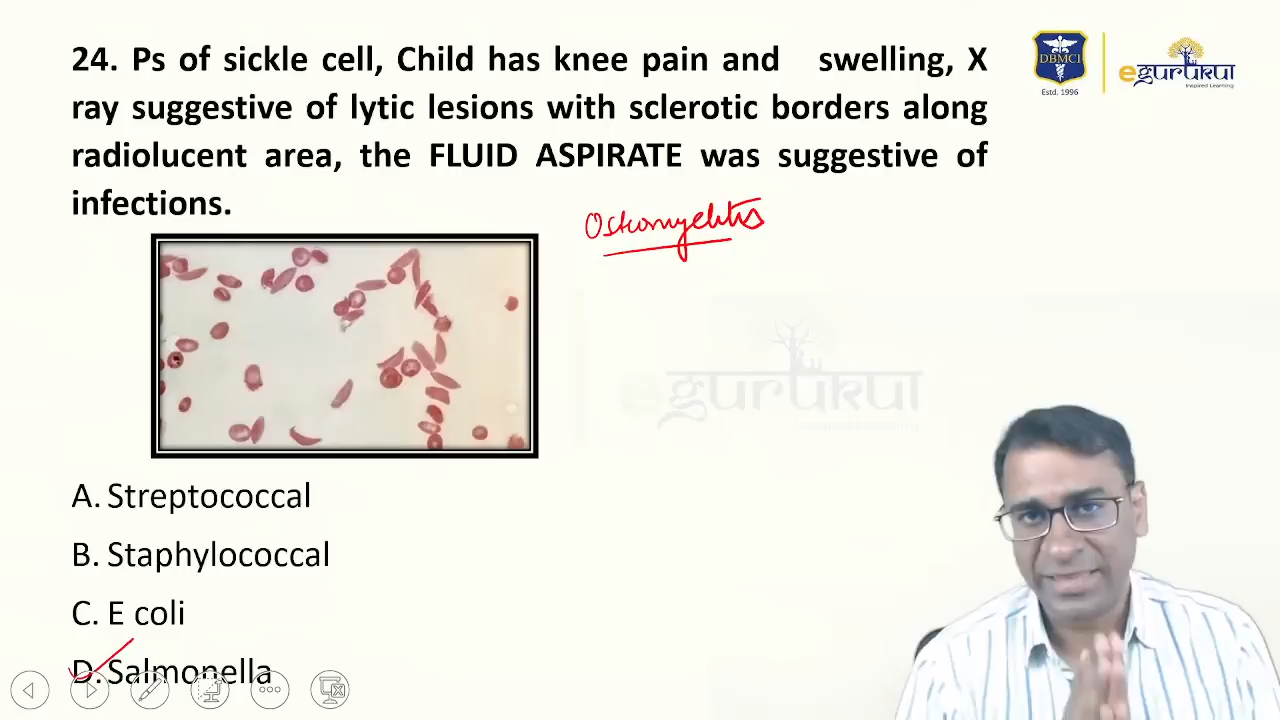 24. Ps of sickle cell, Child has knee pain and swelling, X
ray suggestive of lytic lesions with sclerotic borders along
radiolucent area, the FLUID ASPIRATE was suggestive of
infections.
DBMCI
Estd. 1996
egurukul
Inspired Learning
Osteomyelitis
egurukul
A. Streptococcal
B. Staphylococcal
C. E coli
D. Salmonella